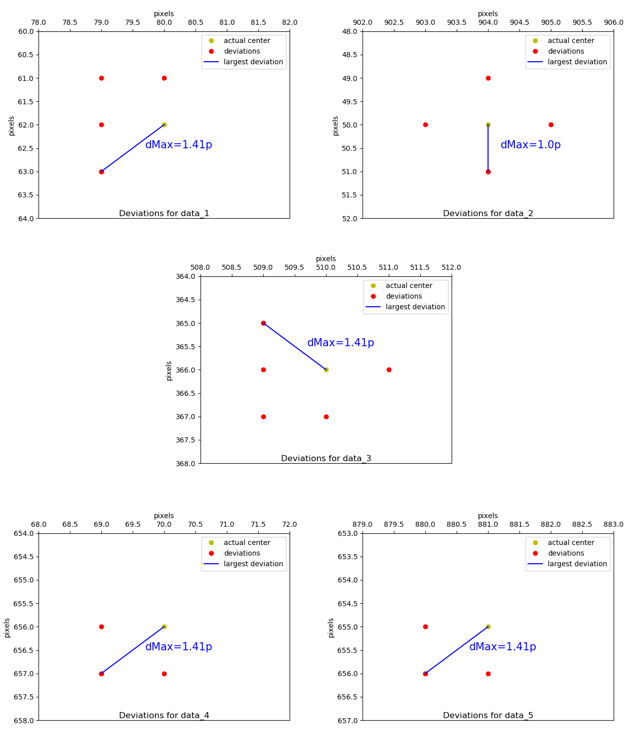 pixels
78.0 78.5 79.0 79.5 80.0 80.5 81.0 81.5 82.0
60.0
60.5
61.0
61.5
62.0
62.5
63.0
63.5
64.0
pixels
actual center
deviations
largest deviation
dMax=1.41p
Deviations for data_1
pixels
902.0 902.5 903.0 903.5 904.0 904.5 905.0 905.5 906.0
48.0
48.5
49.0
49.5
50.0
50.5
51.0
51.5
52.0
pixels
actual center
deviations
largest deviation
dMax=1.0p
Deviations for data_2
pixels
508.0 508.5 509.0 509.5 510.0 510.5 511.0 511.5 512.0
364.0
364.5
365.0
365.5
366.0
366.5
367.0
367.5
368.0
pixels
actual center
deviations
largest deviation
dMax=1.41p
Deviations for data_3
pixels
68.0 68.5 69.0 69.5 70.0 70.5 71.0 71.5 72.0
654.0
654.5
655.0
655.5
656.0
656.5
657.0
657.5
658.0
pixels
actual center
deviations
largest deviation
dMax=1.41p
Deviations for data_4
pixels
879.0 879.5 880.0 880.5 881.0 881.5 882.0 882.5 883.0
653.0
653.5
654.0
654.5
655.0
655.5
656.0
656.5
657.0
pixels
actual center
deviations
largest deviation
dMax=1.41p
Deviations for data_5